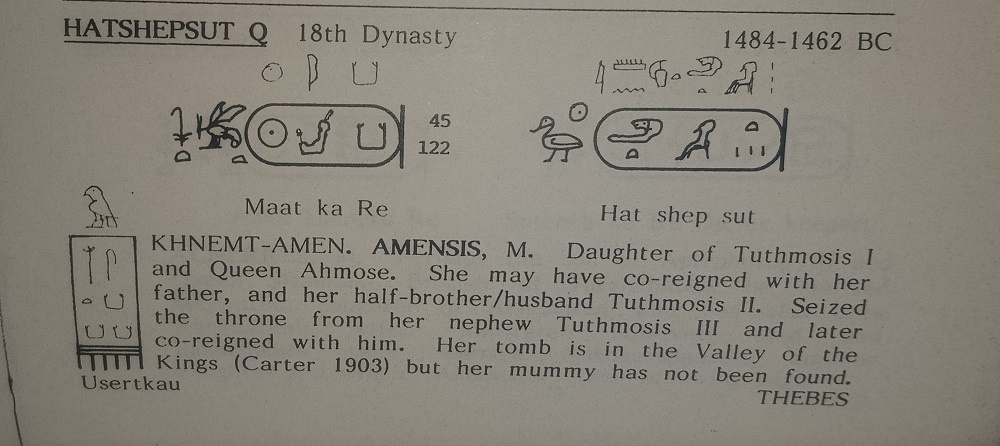 HATSHEPSUT Q 18th Dynasty 1484-1462 BC
45
122
Maat ka Re Hat shep sut
KHNEMT-AMEN. AMENSIS, M. Daughter of Tuthmosis I
and Queen Ahmose. She may have co-reigned with her
father, and her half-brother/husband Tuthmosis II. Seized
the throne from her nephew Tuthmosis III and later
co-reigned with him. Her tomb is in the Valley of the
Kings (Carter 1903) but her mummy has not been found.
Usertkau THEBES